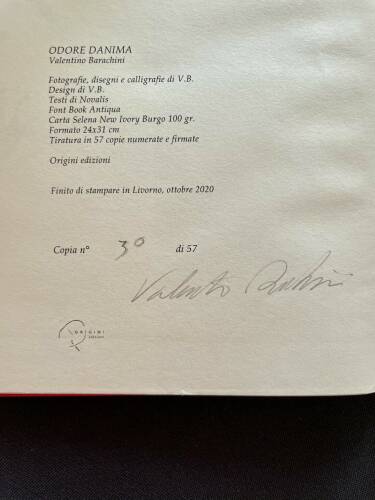 ODORE DANIMA
Valentino Barachini
Fotografie, disegni e calligrafie di V.B.
Design di V.B.
Testi di Novalis
Font Book Antiqua
Carta Selena New Ivory Burgo 100 gr.
Formato 24x31 cm
Tiratura in 57 copie numerate e firmate
Origini edizioni
Finito di stampare in Livorno, ottobre 2020
Copia n° 30 di 57
ORIGINI
edizioni